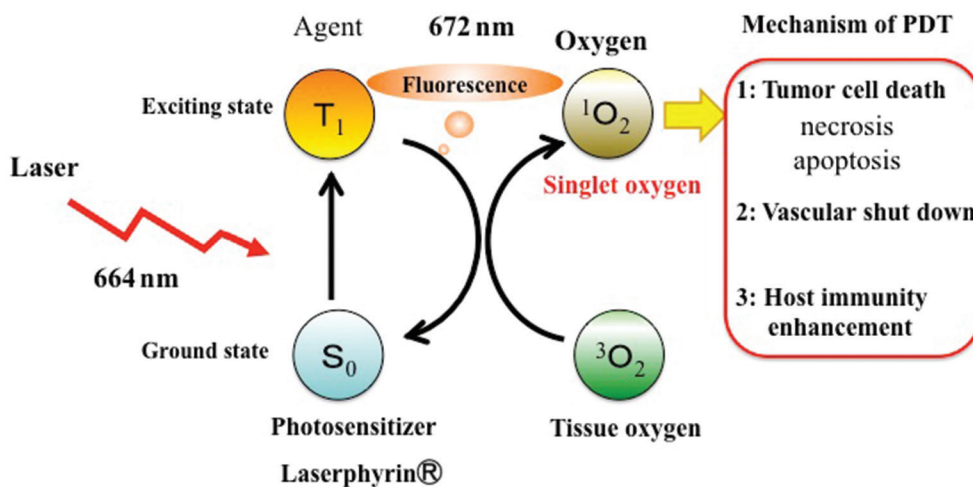 Agent
672 nm
Oxygen
Mechanism of PDT
Exciting state
T1
Fluorescence
¹O₂
Singlet oxygen
1: Tumor cell death
necrosis
apoptosis
2: Vascular shut down
3: Host immunity
enhancement
Laser
664 nm
Ground state
S₀
³O₂
Photosensitizer
Laserphyrin®
Tissue oxygen